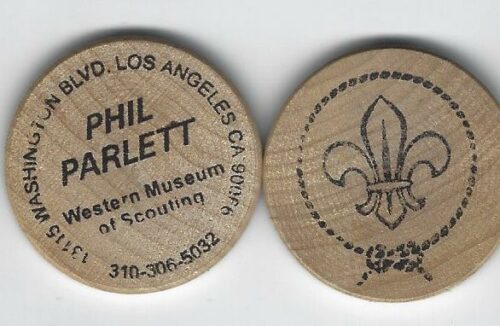 13115 WASHINGTON BLVD. LOS ANGELES CA 90066
PHIL
PARLETT
Western Museum
of Scouting
310-306-5032